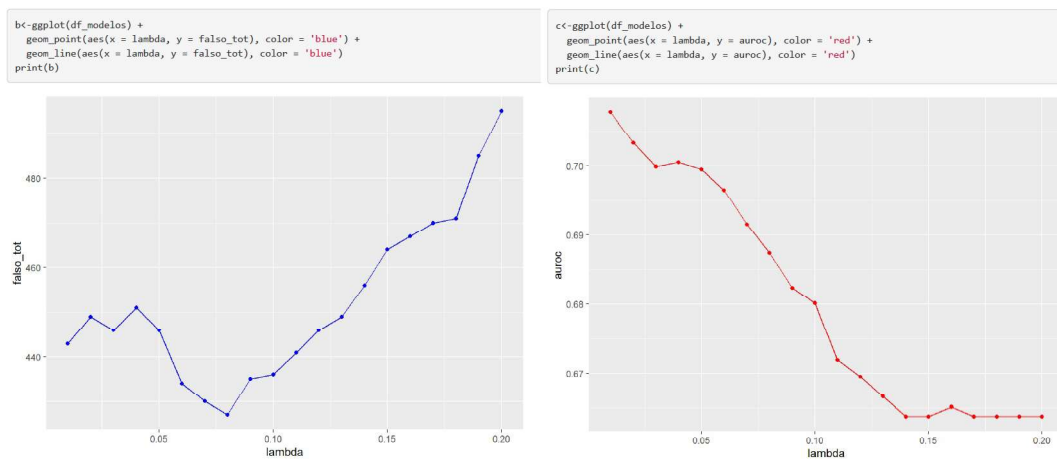 b<-ggplot(df_modelos) +
geom_point(aes(x = lambda, y = falso_tot), color = 'blue') +
geom_line(aes(x = lambda, y = falso_tot), color = 'blue')
print(b)
480
460
440
falso_tot
0.05 0.10 0.15 0.20
lambda
c<-ggplot(df_modelos) +
geom_point(aes(x = lambda, y = auroc), color = 'red') +
geom_line(aes(x = lambda, y = auroc), color = 'red')
print(c)
0.70
0.69
0.68
0.67
auroc
0.05 0.10 0.15 0.20
lambda